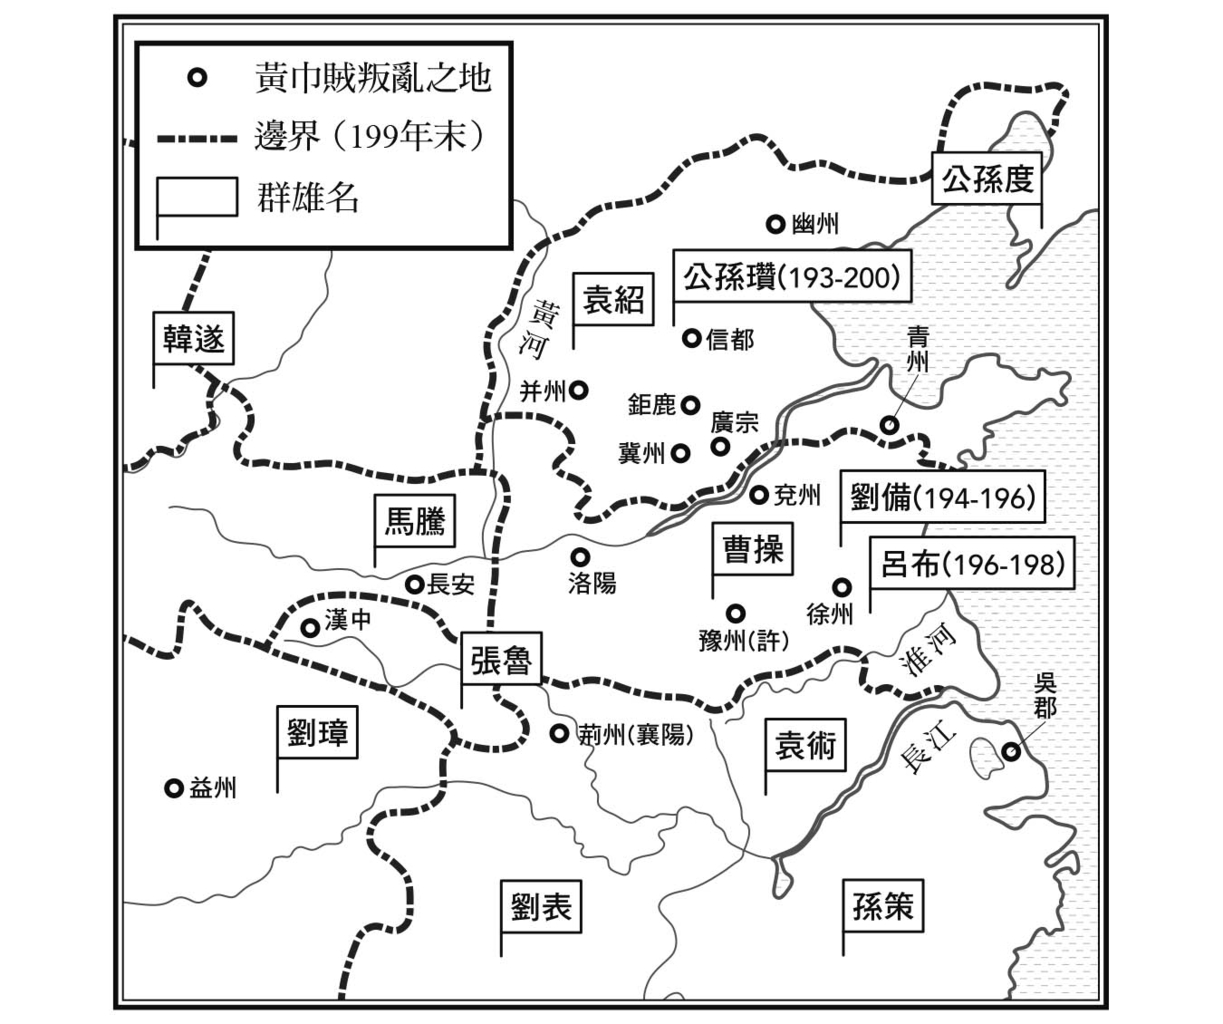 黃巾賊叛亂之地
邊界（199年末）
群雄名
公孫度
幽州
公孫瓚(193-200)
袁紹
黃河
韓遂
信都
青州
并州
鉅鹿
廣宗
冀州
兗州
劉備(194-196)
馬騰
曹操
呂布(196-198)
洛陽
長安
徐州
漢中
豫州(許)
淮河
張魯
吳郡
劉璋
荊州(襄陽)
袁術
長江
益州
劉表
孫策